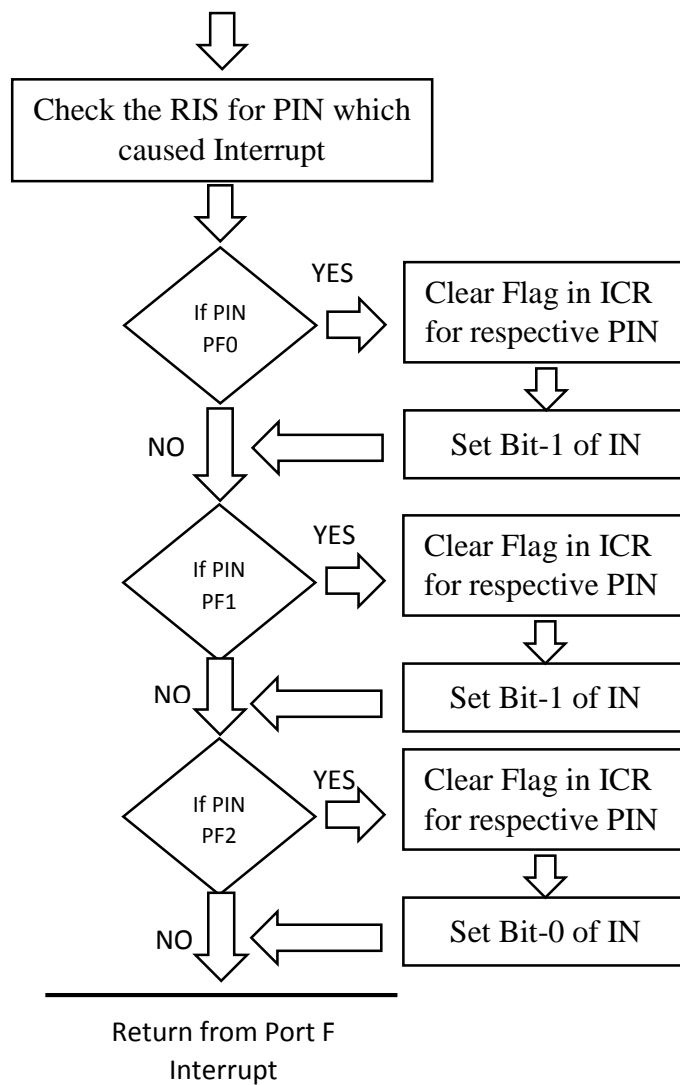 Check the RIS for PIN which
caused Interrupt
If PIN
PF0
YES
Clear Flag in ICR
for respective PIN
NO
Set Bit-1 of IN
If PIN
PF1
YES
Clear Flag in ICR
for respective PIN
NO
Set Bit-1 of IN
If PIN
PF2
YES
Clear Flag in ICR
for respective PIN
NO
Set Bit-0 of IN
Return from Port F
Interrupt